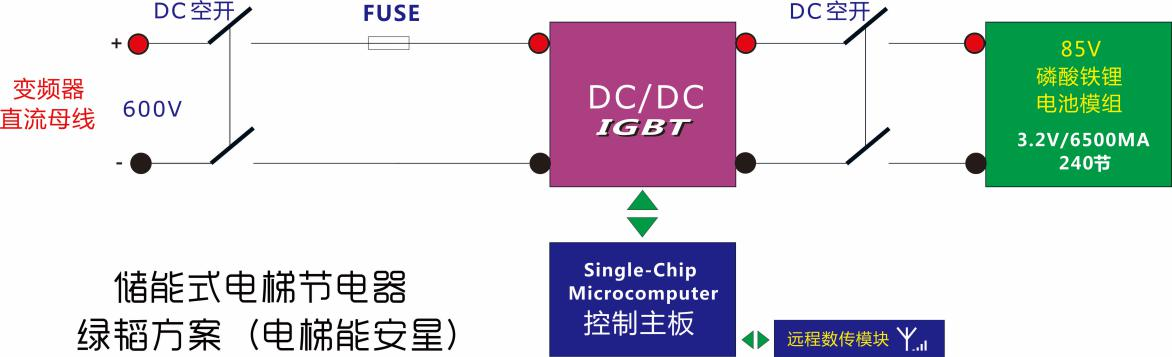 DC空开
FUSE
DC空开
+
变频器
直流母线
600V
-
DC/DC
IGBT
85V
磷酸铁锂
电池模组
3.2V/6500MA
240节
Single-Chip
Microcomputer
控制主板
远程数传模块
储能式电梯节电器
绿韬方案（电梯能安星）